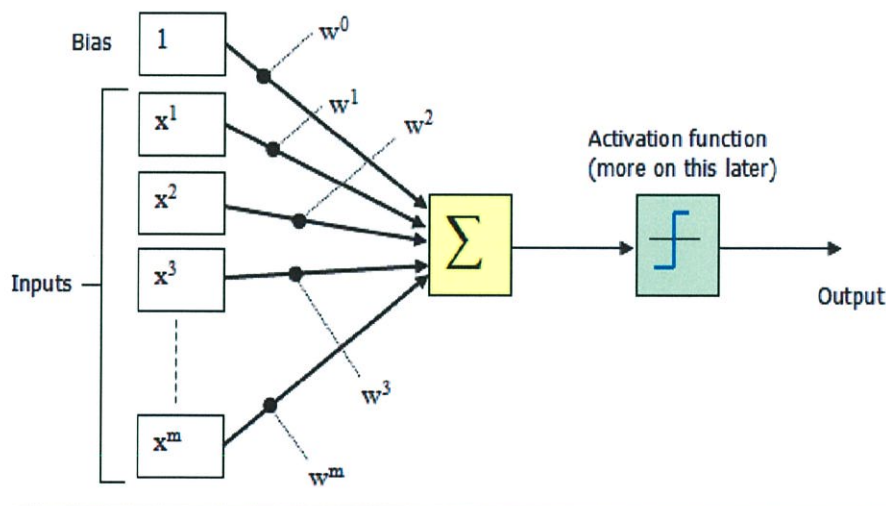 Bias
1
w⁰
x¹
w¹
w²
Activation function
(more on this later)
x²
∑
Inputs
x³
Output
w³
xᵐ
wᵐ